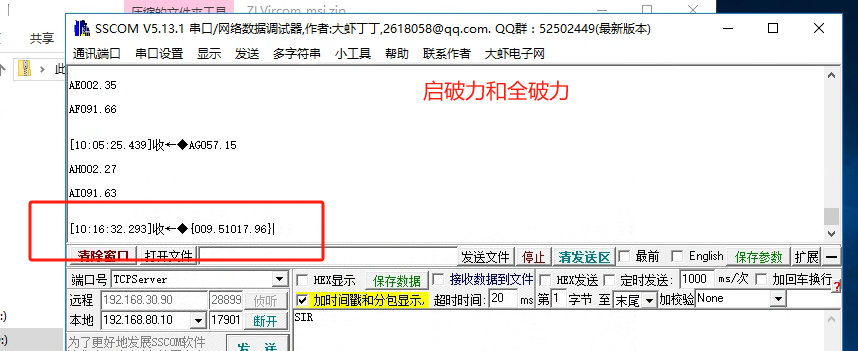 压缩的文件夹工具 ZLVircom_msi.zip
共享
此
SSCOM V5.13.1 串口/网络数据调试器,作者:大虾丁丁,2618058@qq.com. QQ群：52502449(最新版本)
通讯端口 串口设置 显示 发送 多字符串 小工具 帮助 联系作者 大虾电子网
AE002.35
启破力和全破力
AF091.66
[10:05:25.439]收←◆AG057.15
AH002.27
AI091.63
[10:16:32.293]收←◆{009.51017.96}
清除窗口 打开文件 发送文件 停止 清发送区 最前 English 保存参数 扩展 —
端口号 TCPServer HEX显示 保存数据 接收数据到文件 HEX发送 定时发送: 1000 ms/次 加回车换行
远程 192.168.30.90 28899 侦听 加时间戳和分包显示, 超时时间: 20 ms 第 1 字节 至 末尾 加校验 None
本地 192.168.80.10 17901 断开 SIR
为了更好地发展SSCOM软件
发 送